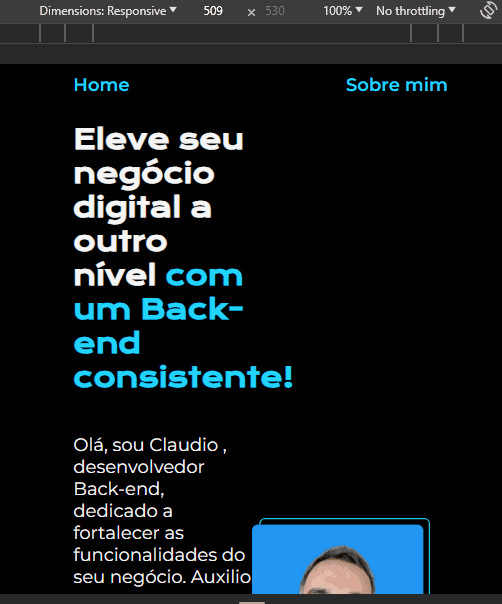 Dimensions: Responsive ▼ 509 × 530 100% ▼ No throttling ▼
Home Sobre mim
Eleve seu
negócio
digital a
outro
nível com
um Back-
end
consistente!
Olá, sou Claudio ,
desenvolvedor
Back-end,
dedicado a
fortalecer as
funcionalidades do
seu negócio. Auxilio